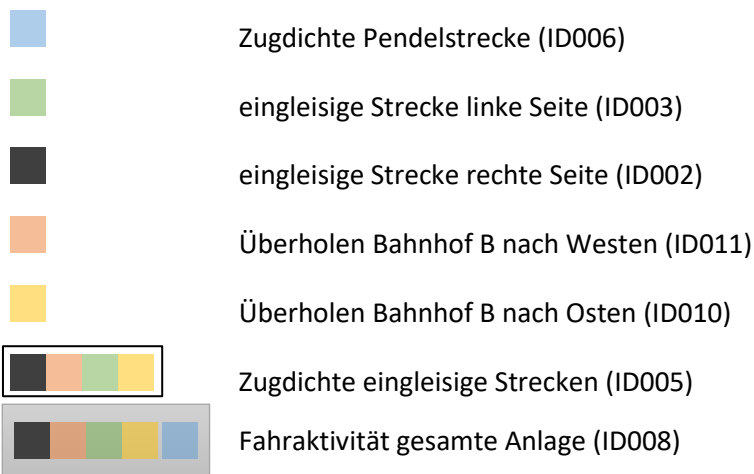 Zugdichte Pendelstrecke (ID006)
eingleisige Strecke linke Seite (ID003)
eingleisige Strecke rechte Seite (ID002)
Überholen Bahnhof B nach Westen (ID011)
Überholen Bahnhof B nach Osten (ID010)
Zugdichte eingleisige Strecken (ID005)
Fahraktivität gesamte Anlage (ID008)